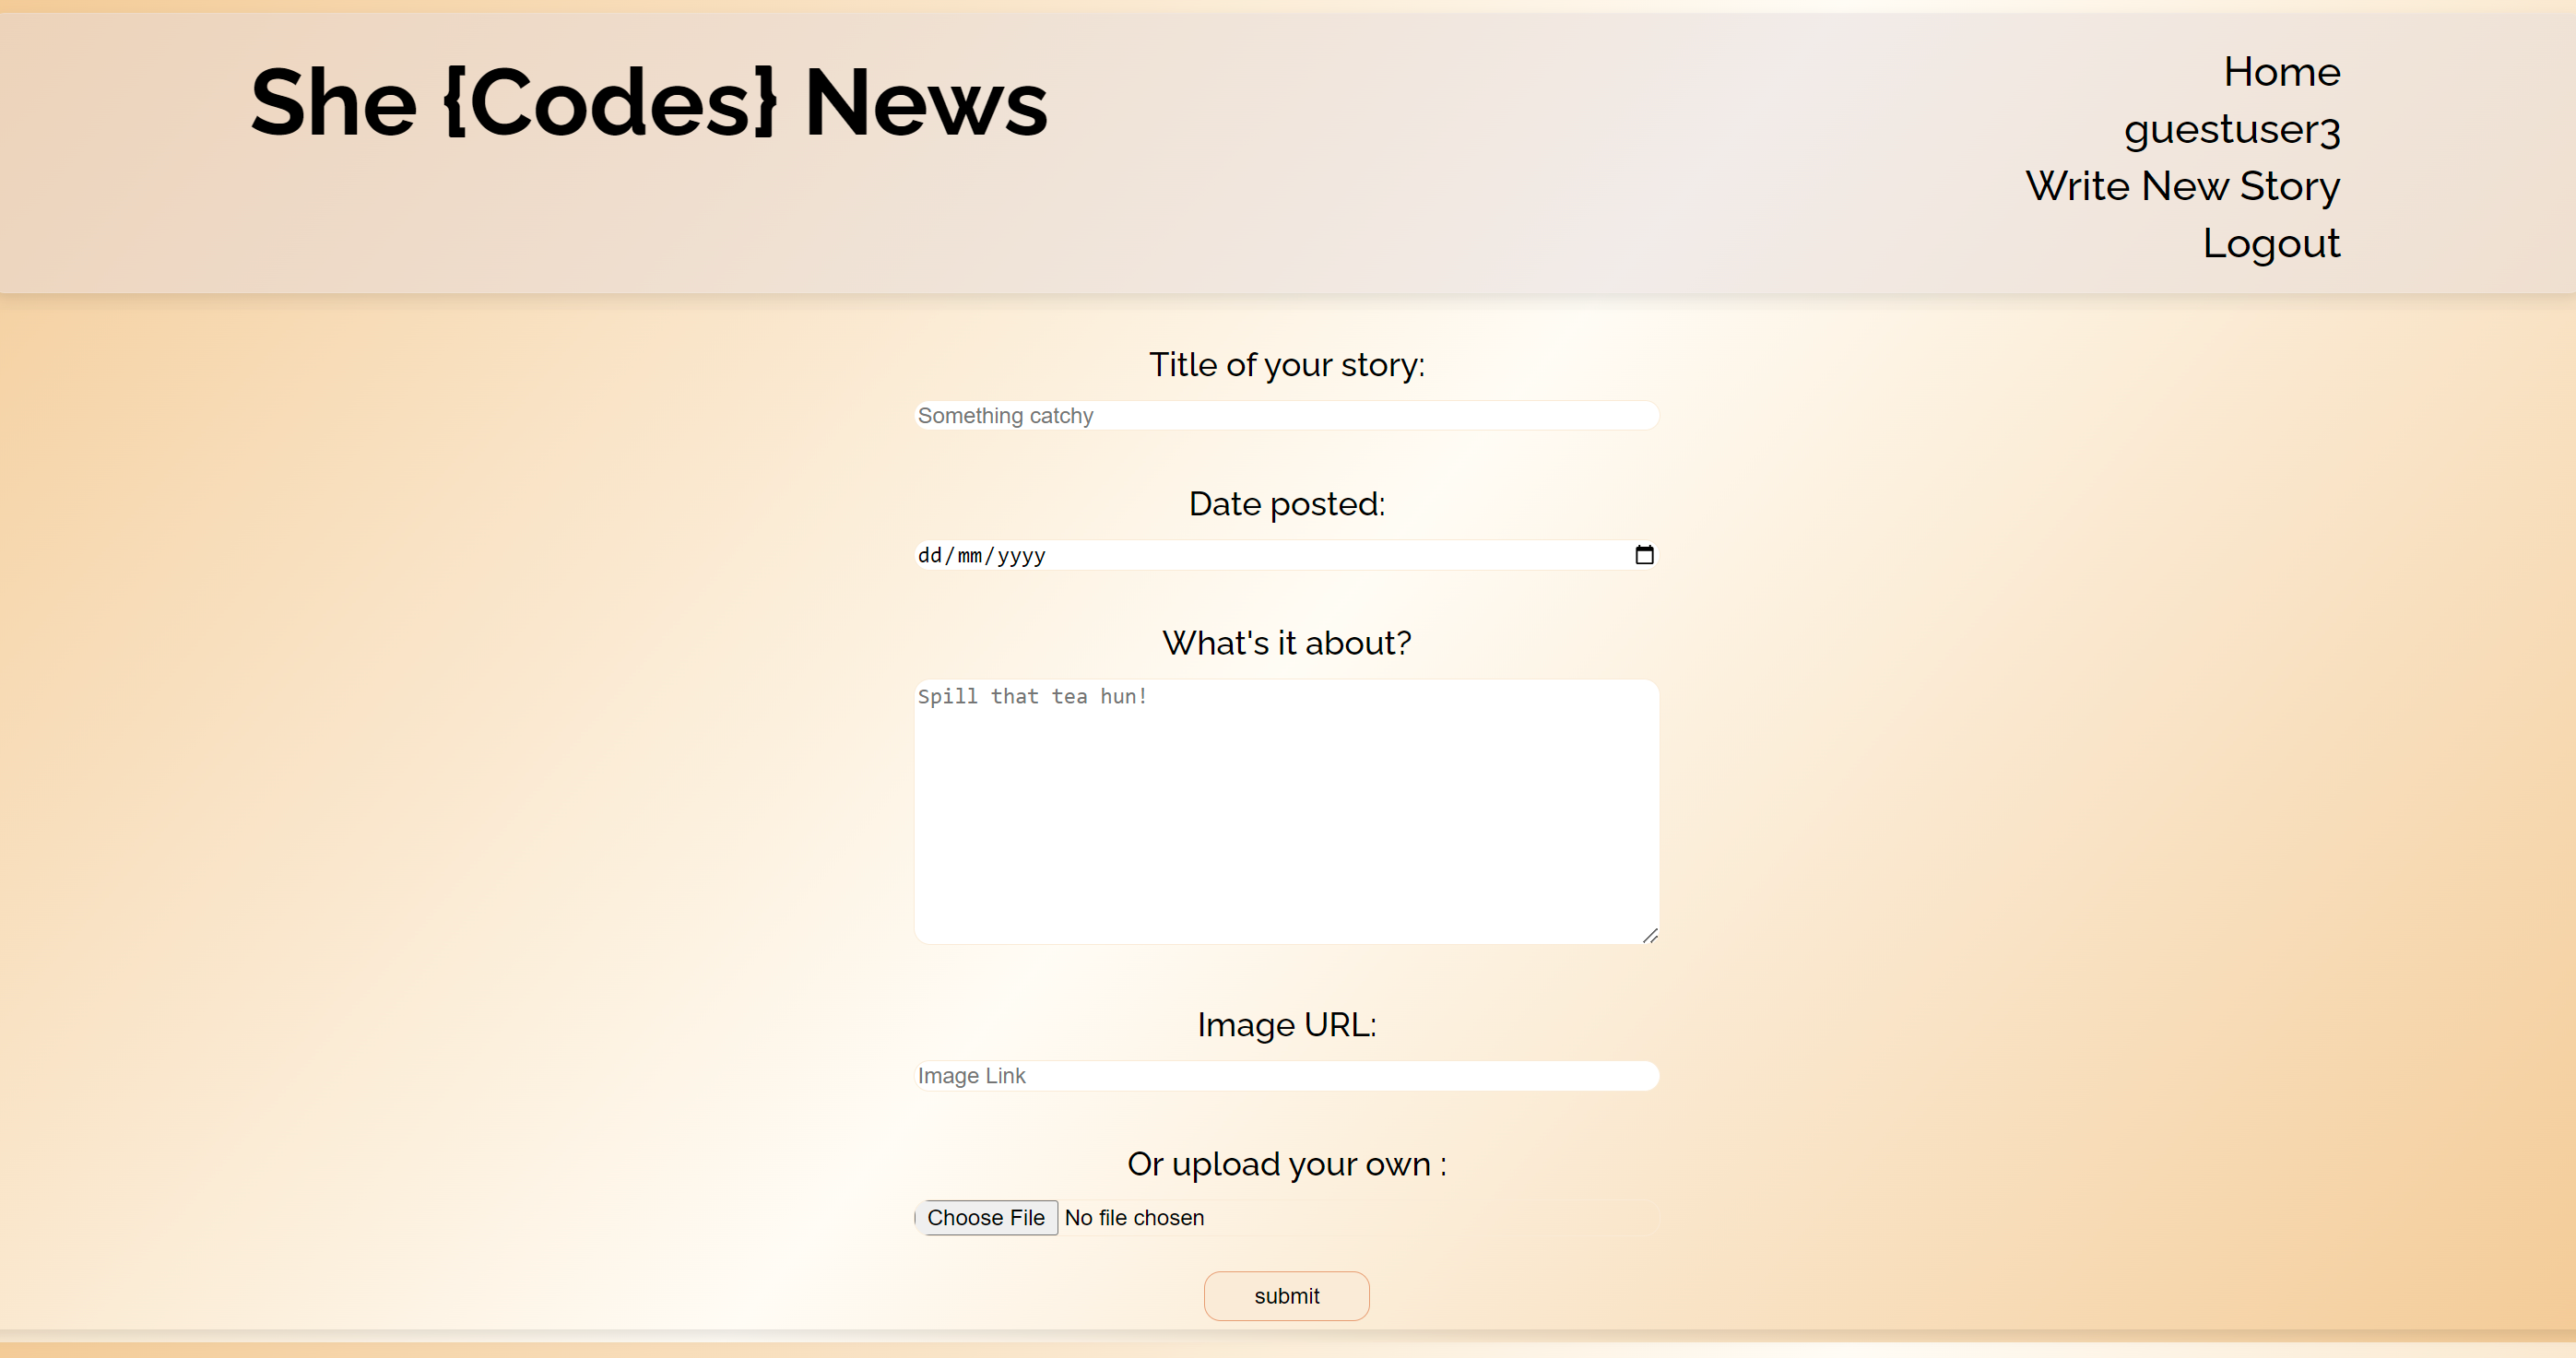 She {Codes} News
Home
guestuser3
Write New Story
Logout
Title of your story:
Something catchy
Date posted:
dd/mm/yyyy
What's it about?
Spill that tea hun!
Image URL:
Image Link
Or upload your own :
Choose File No file chosen
submit